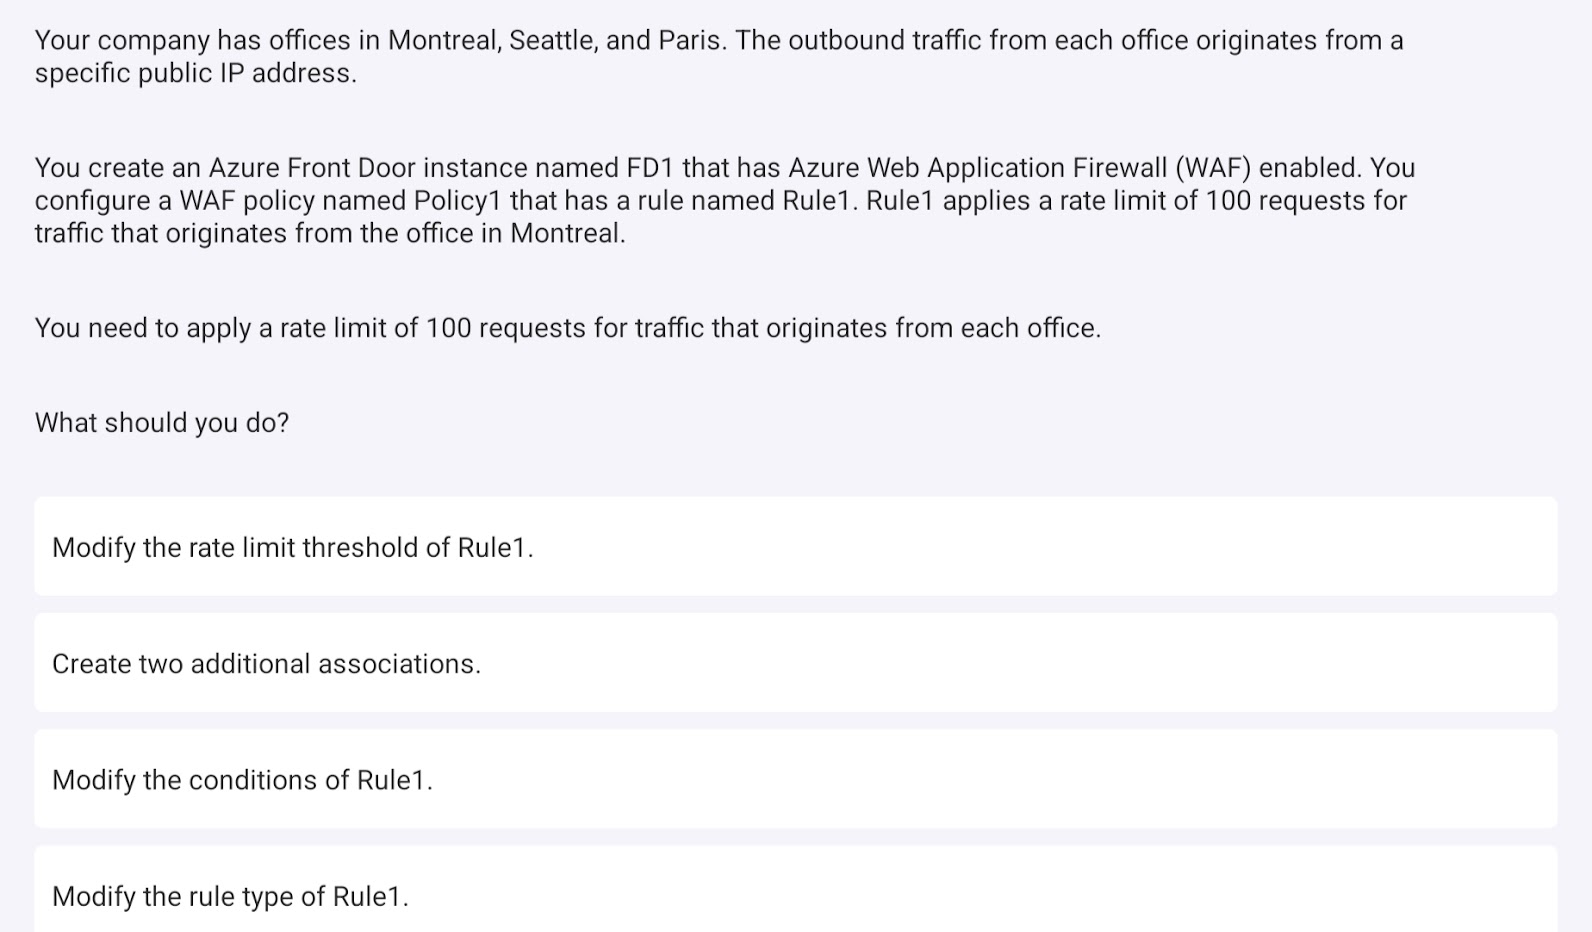 Your company has offices in Montreal, Seattle, and Paris. The outbound traffic from each office originates from a
specific public IP address.
You create an Azure Front Door instance named FD1 that has Azure Web Application Firewall (WAF) enabled. You
configure a WAF policy named Policy1 that has a rule named Rule1. Rule1 applies a rate limit of 100 requests for
traffic that originates from the office in Montreal.
You need to apply a rate limit of 100 requests for traffic that originates from each office.
What should you do?
Modify the rate limit threshold of Rule1.
Create two additional associations.
Modify the conditions of Rule1.
Modify the rule type of Rule1.